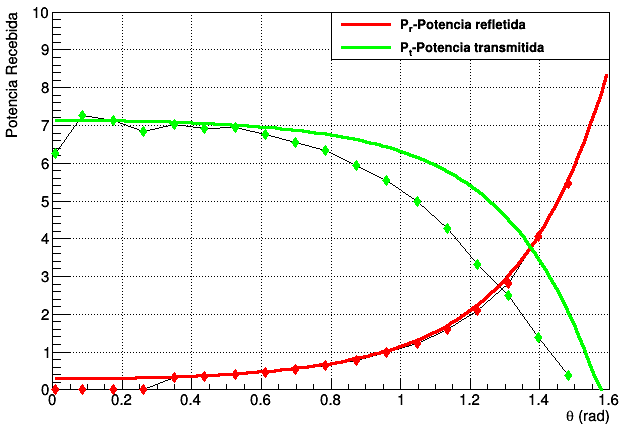 Potencia Recebida
10
9
8
7
6
5
4
3
2
1
0
Pr-Potencia refletida
Pt-Potencia transmitida
0 0.2 0.4 0.6 0.8 1 1.2 1.4 1.6
θ (rad)